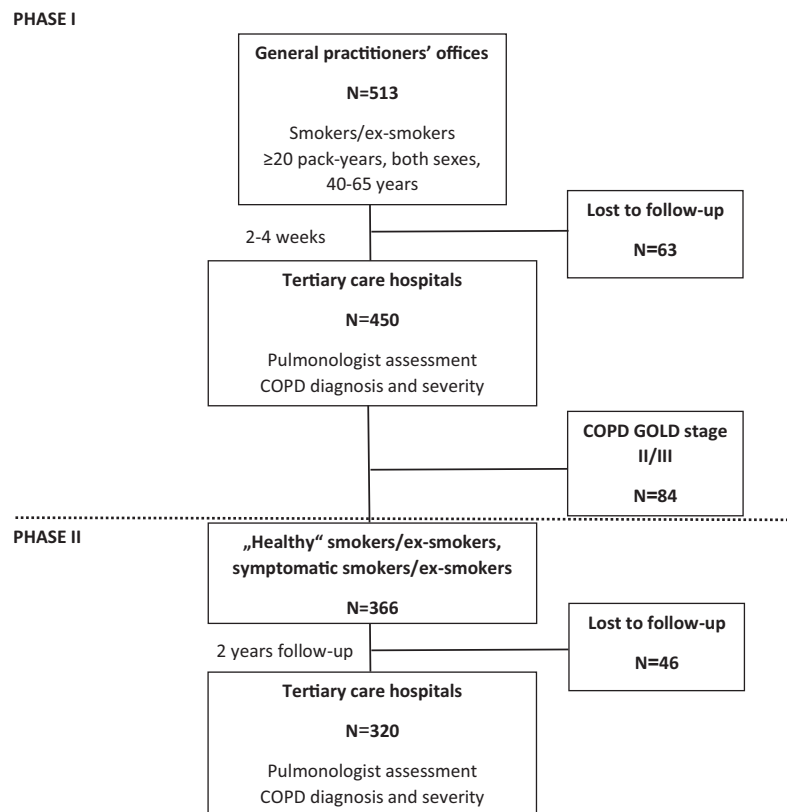 PHASE I
General practitioners’ offices
N=513
Smokers/ex-smokers
≥20 pack-years, both sexes,
40-65 years
2-4 weeks
Lost to follow-up
N=63
Tertiary care hospitals
N=450
Pulmonologist assessment
COPD diagnosis and severity
COPD GOLD stage
II/III
N=84
PHASE II
„Healthy“ smokers/ex-smokers,
symptomatic smokers/ex-smokers
N=366
2 years follow-up
Lost to follow-up
N=46
Tertiary care hospitals
N=320
Pulmonologist assessment
COPD diagnosis and severity